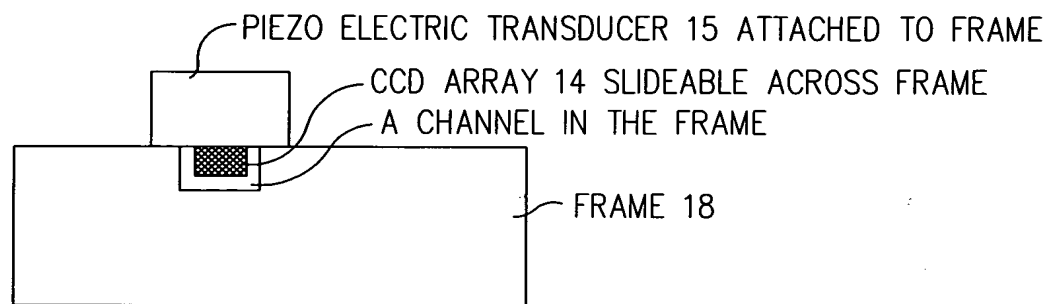 PIEZO ELECTRIC TRANSDUCER 15 ATTACHED TO FRAME
CCD ARRAY 14 SLIDEABLE ACROSS FRAME
A CHANNEL IN THE FRAME
FRAME 18